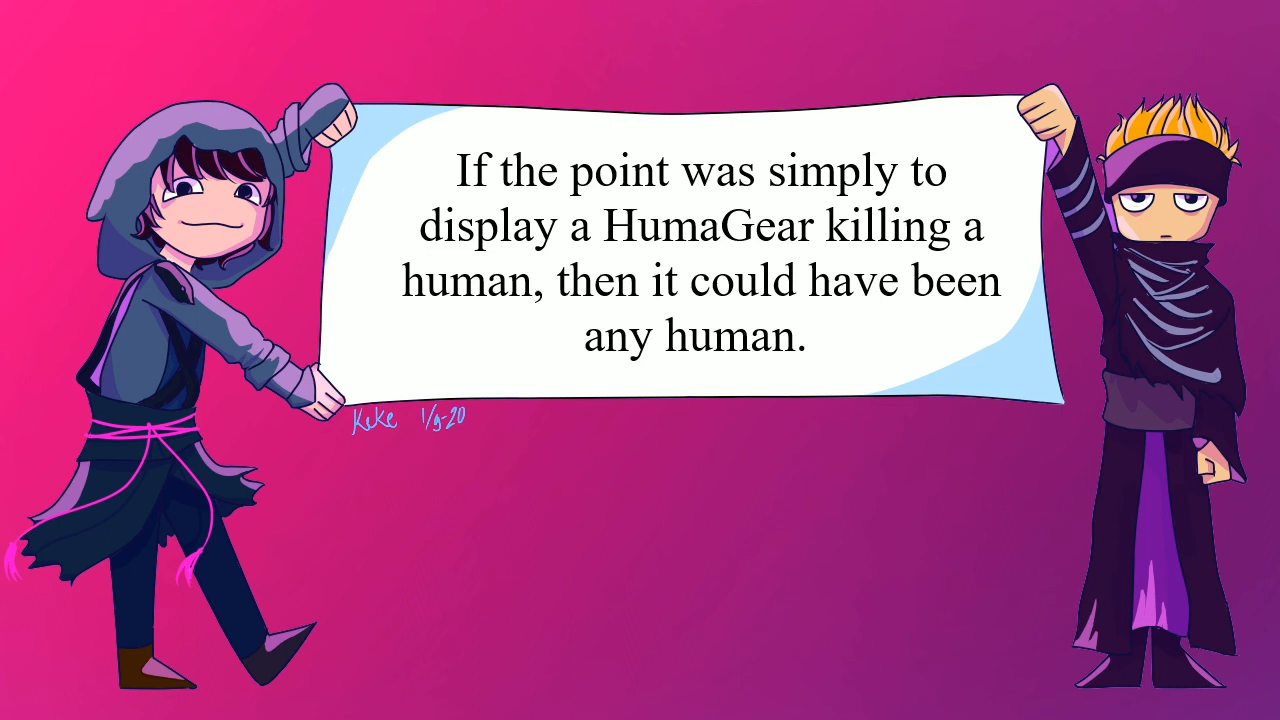 If the point was simply to
display a HumaGear killing a
human, then it could have been
any human.
KeKe 1/9-20